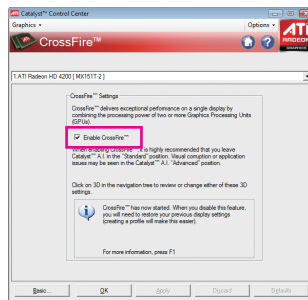 Catalyst™ Control Center
Graphics ▾
Options ▾
CrossFire™
ATI
RADEON
GRAPHICS
1.ATI Radeon HD 4200 [ MX151T-2 ]
CrossFire™ Settings
CrossFire™ delivers exceptional performance on a single display by
combining the processing power of two or more Graphics Processing Units
(GPUs).
Enable CrossFire™
When enabling CrossFire™, it is highly recommended that you leave
Catalyst™ A.I. in the "Standard" position. Visual corruption or application
issues may be seen in the Catalyst™ A.I. "Advanced" position.
Click on 3D in the navigation tree to review or change either of these 3D
settings.
CrossFire™ has now started. When you disable this feature,
you will need to restore your previous display settings
(creating a profile will make this easier).
For more information, press F1
Basic...
OK
Apply
Discard
Defaults